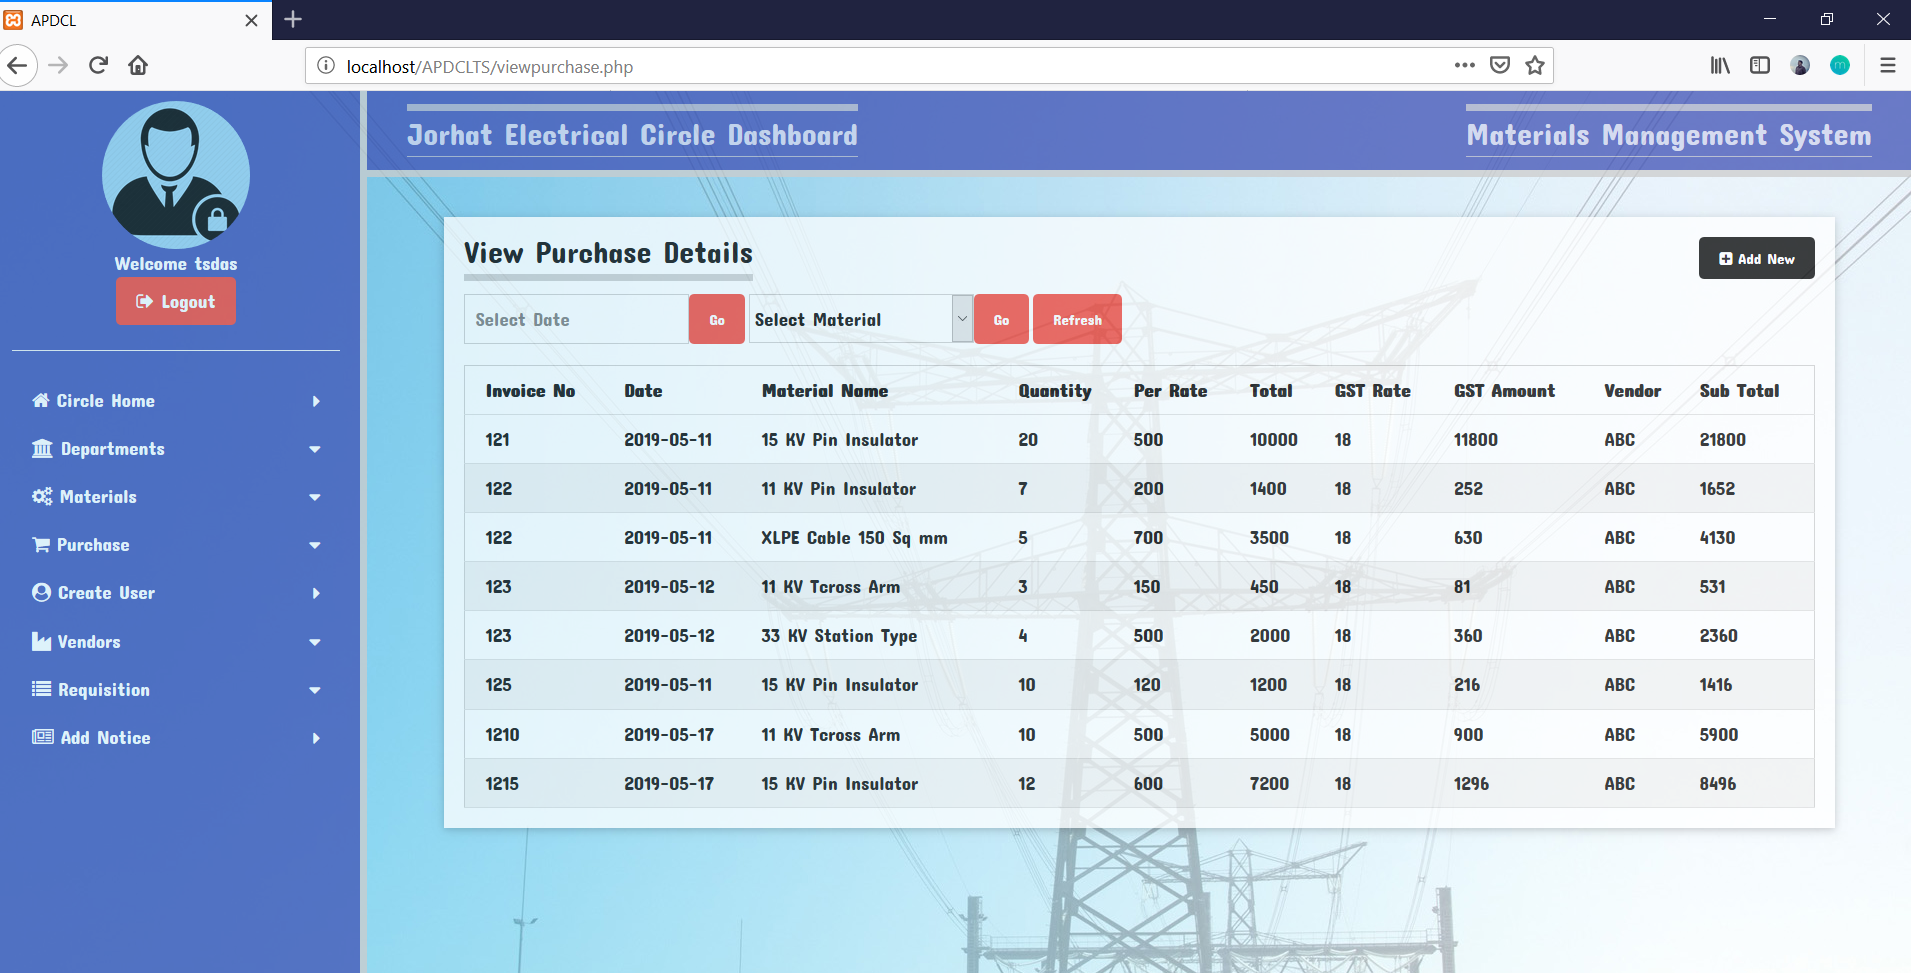 APDCL
localhost/APDCLTS/viewpurchase.php
Jorhat Electrical Circle Dashboard
Materials Management System
Welcome tsdas
Logout
Circle Home
Departments
Materials
Purchase
Create User
Vendors
Requisition
Add Notice
View Purchase Details
Add New
Select Date Go Select Material Go Refresh
Invoice No Date Material Name Quantity Per Rate Total GST Rate GST Amount Vendor Sub Total
121 2019-05-11 15 KV Pin Insulator 20 500 10000 18 11800 ABC 21800
122 2019-05-11 11 KV Pin Insulator 7 200 1400 18 252 ABC 1652
122 2019-05-11 XLPE Cable 150 Sq mm 5 700 3500 18 630 ABC 4130
123 2019-05-12 11 KV Tcross Arm 3 150 450 18 81 ABC 531
123 2019-05-12 33 KV Station Type 4 500 2000 18 360 ABC 2360
125 2019-05-11 15 KV Pin Insulator 10 120 1200 18 216 ABC 1416
1210 2019-05-17 11 KV Tcross Arm 10 500 5000 18 900 ABC 5900
1215 2019-05-17 15 KV Pin Insulator 12 600 7200 18 1296 ABC 8496